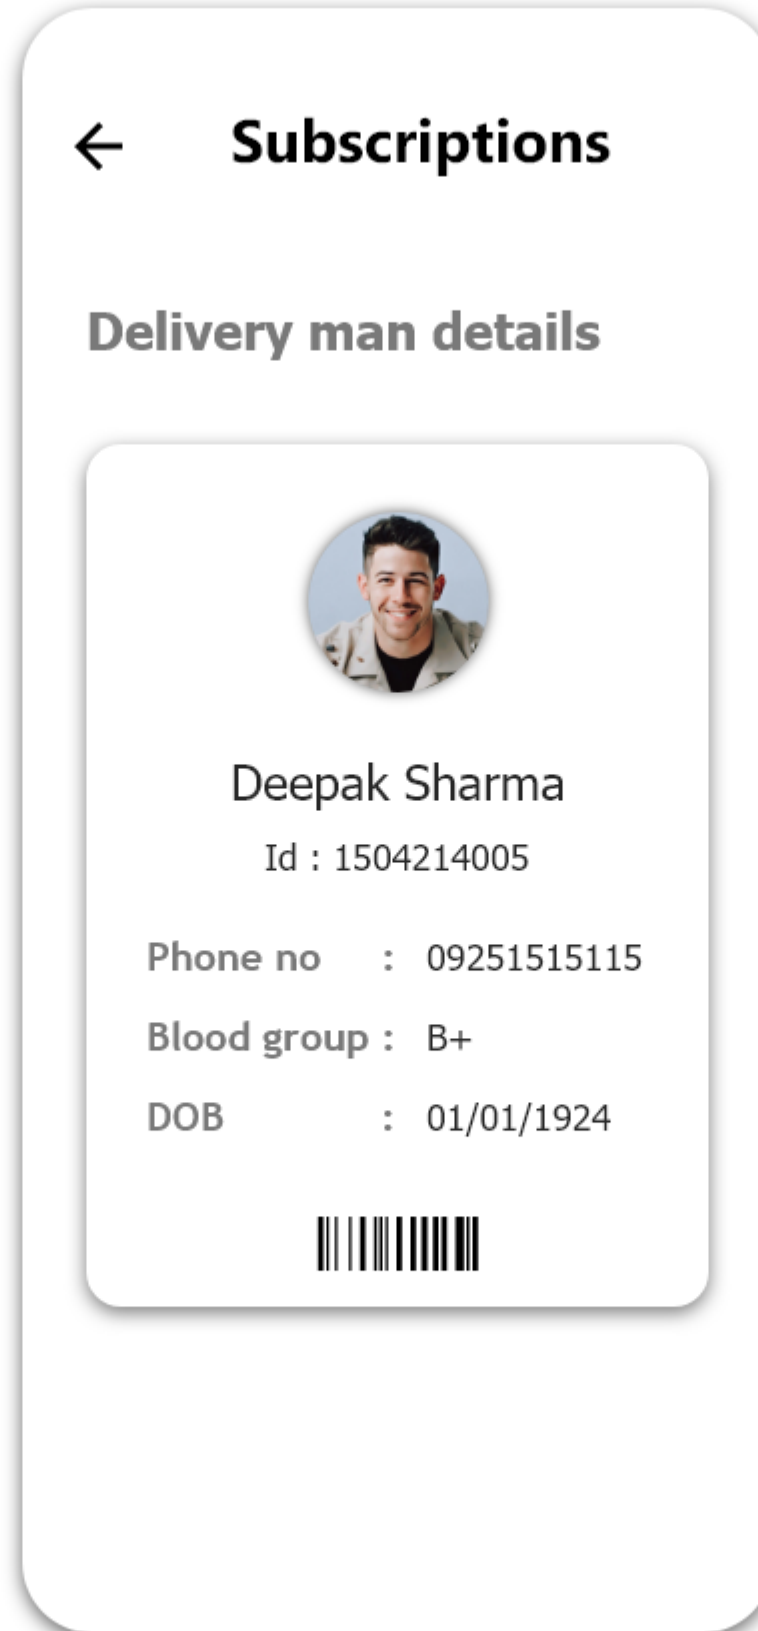 Subscriptions
Delivery man details
Deepak Sharma
Id : 1504214005
Phone no : 09251515115
Blood group : B+
DOB : 01/01/1924